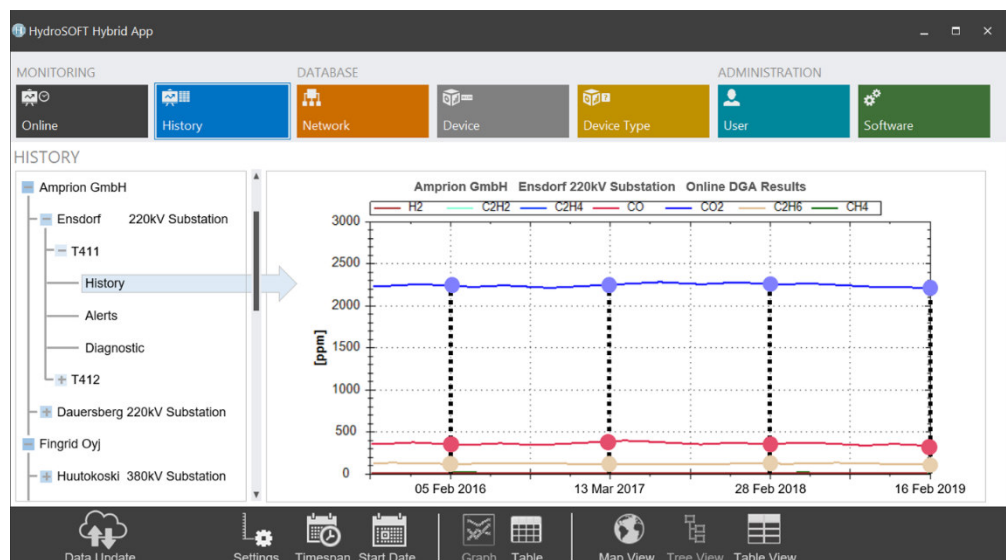 HydroSOFT Hybrid App
MONITORING DATABASE ADMINISTRATION
Online History Network Device Device Type User Software
HISTORY
Amprion GmbH
Ensdorf 220kV Substation
T411
History
Alerts
Diagnostic
T412
Dauersberg 220kV Substation
Fingrid Oyj
Huutokoski 380kV Substation
Amprion GmbH Ensdorf 220kV Substation Online DGA Results
H2 C2H2 C2H4 CO CO2 C2H6 CH4
3000
2500
2000
1500
1000
500
0
[ppm]
05 Feb 2016 13 Mar 2017 28 Feb 2018 16 Feb 2019
Data Update Settings Timespan Start Date Graph Table Map View Tree View Table View